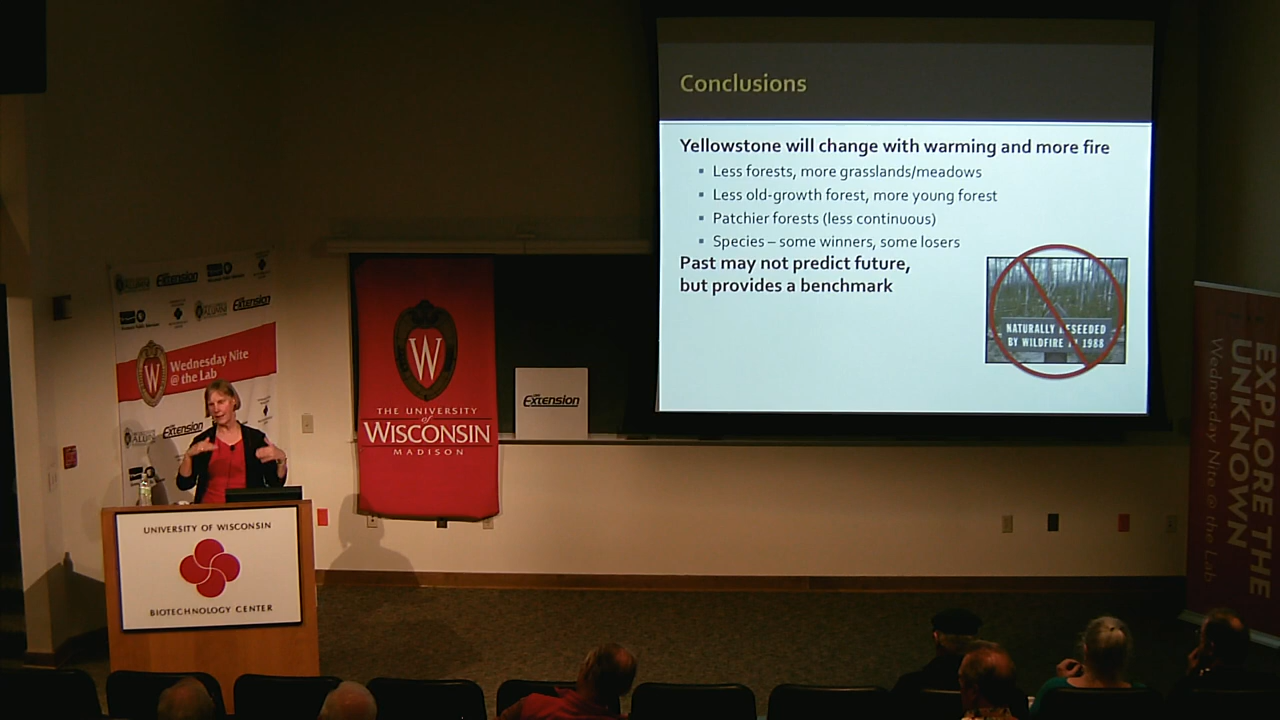 Conclusions
Yellowstone will change with warming and more fire
▪ Less forests, more grasslands/meadows
▪ Less old-growth forest, more young forest
▪ Patchier forests (less continuous)
▪ Species – some winners, some losers
Past may not predict future,
but provides a benchmark
NATURALLY RESEEDED
BY WILDFIRE 1988
Extension
Extension
Wednesday Nite
@ the Lab
Extension
W
THE UNIVERSITY
of
WISCONSIN
MADISON
Extension
UNIVERSITY OF WISCONSIN
BIOTECHNOLOGY CENTER
EXPLORE THE
UNKNOWN
Wednesday Nite @ the Lab